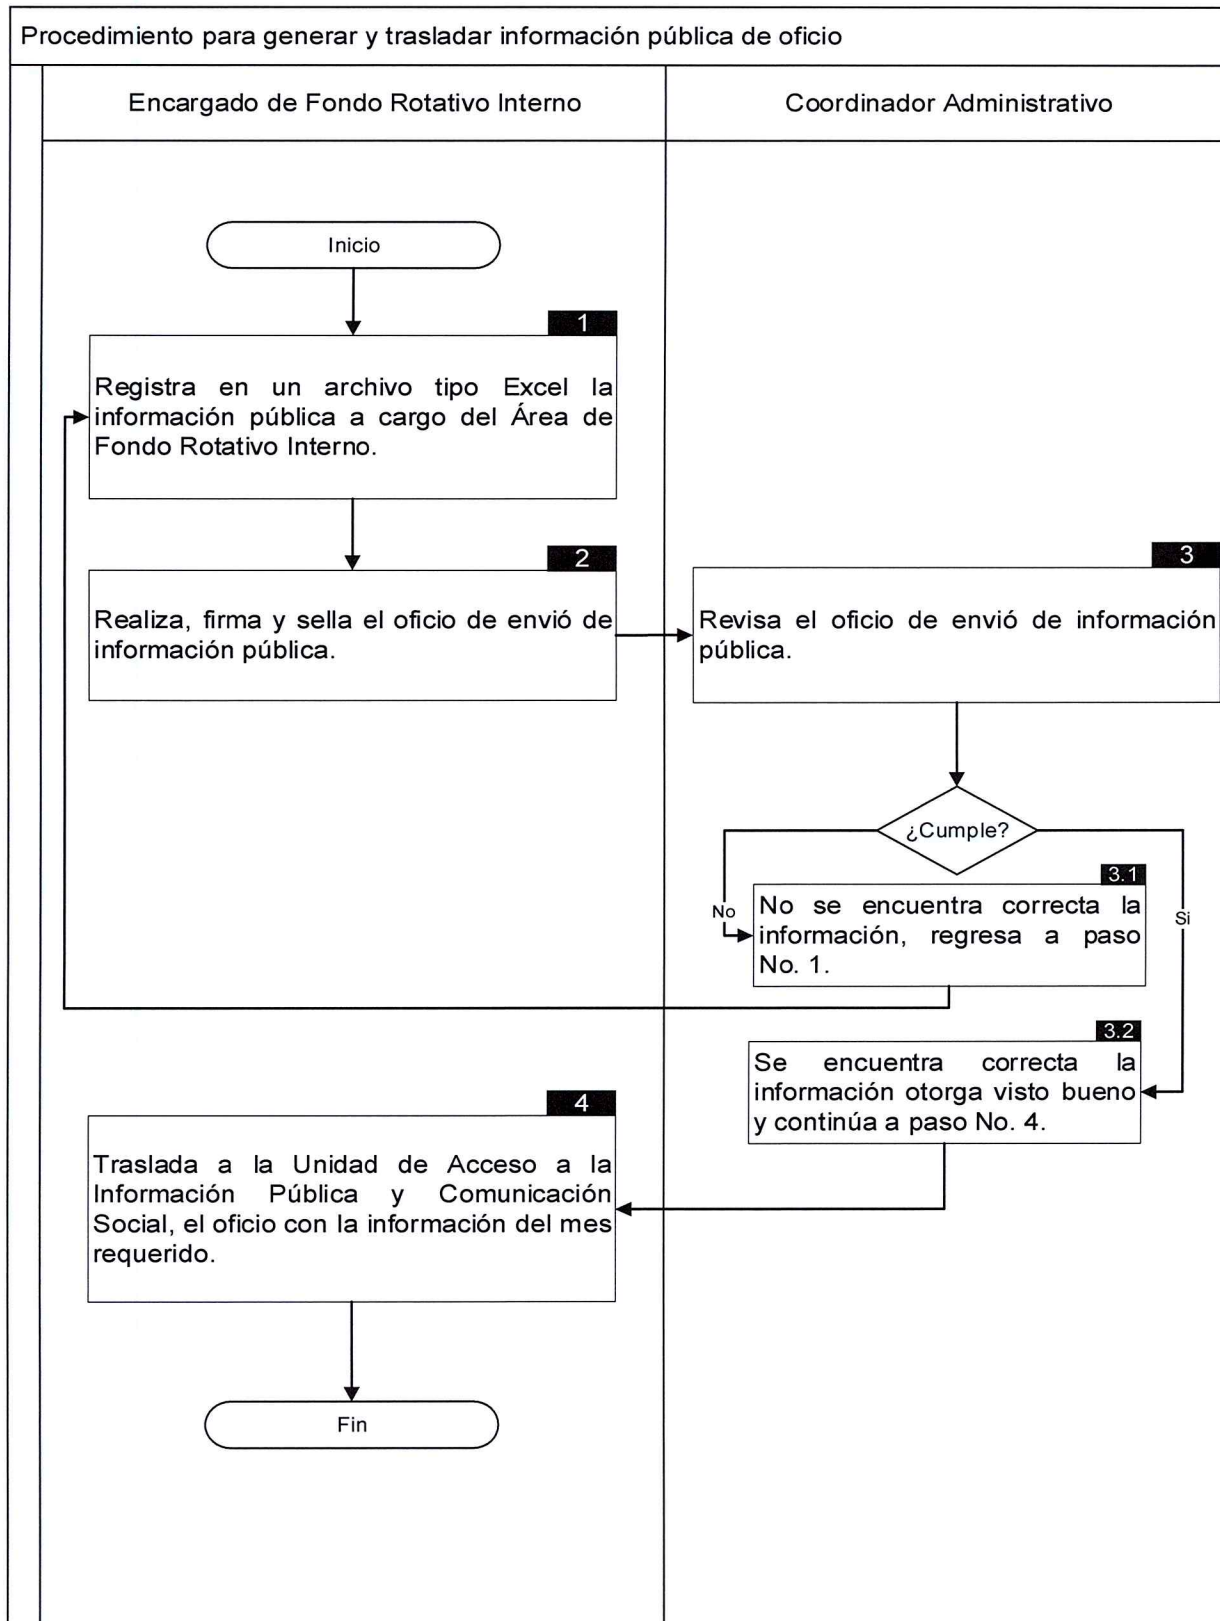 Procedimiento para generar y trasladar información pública de oficio
Encargado de Fondo Rotativo Interno
Coordinador Administrativo
Inicio
1
Registra en un archivo tipo Excel la
información pública a cargo del Área de
Fondo Rotativo Interno.
2
Realiza, firma y sella el oficio de envió de
información pública.
3
Revisa el oficio de envió de información
pública.
¿Cumple?
No
Si
3.1
No se encuentra correcta la
información, regresa a paso
No. 1.
3.2
Se encuentra correcta la
información otorga visto bueno
y continúa a paso No. 4.
4
Traslada a la Unidad de Acceso a la
Información Pública y Comunicación
Social, el oficio con la información del mes
requerido.
Fin